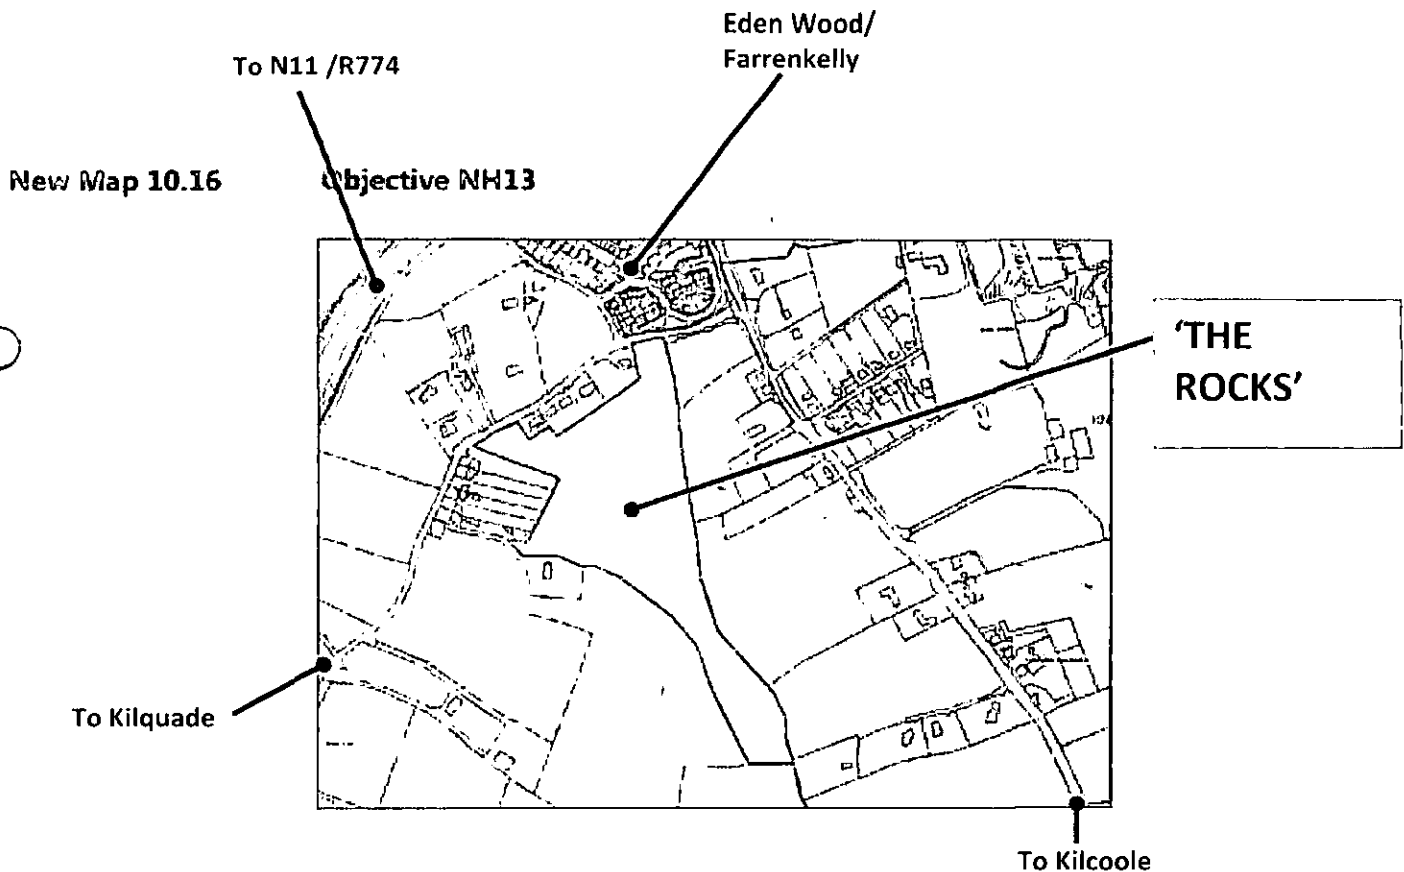 Eden Wood/
Farrenkelly
To N11 /R774
New Map 10.16 Objective NH13
‘THE
ROCKS’
To Kilquade
To Kilcoole